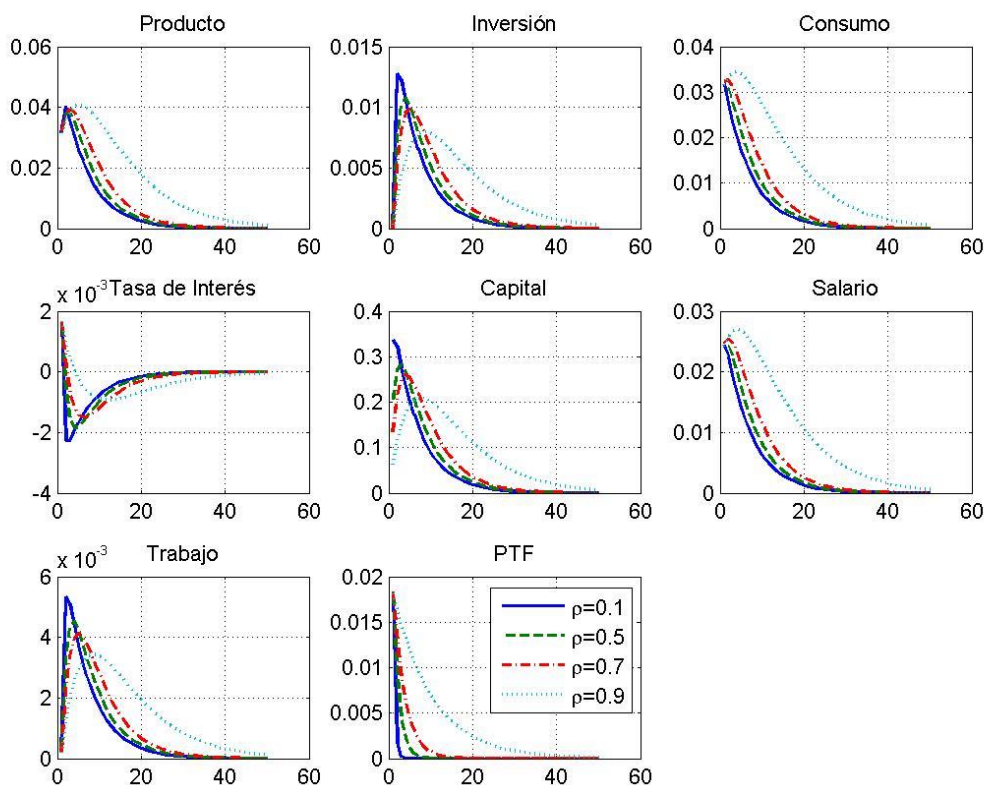 Producto
0.06
0.04
0.02
0
0 20 40 60
Inversión
0.015
0.01
0.005
0
0 20 40 60
Consumo
0.04
0.03
0.02
0.01
0
0 20 40 60
x 10⁻³ Tasa de Interés
2
0
-2
-4
0 20 40 60
Capital
0.4
0.3
0.2
0.1
0
0 20 40 60
Salario
0.03
0.02
0.01
0
0 20 40 60
x 10⁻³ Trabajo
6
4
2
0
0 20 40 60
PTF
0.02
0.015
0.01
0.005
0
0 20 40 60
ρ=0.1
ρ=0.5
ρ=0.7
ρ=0.9